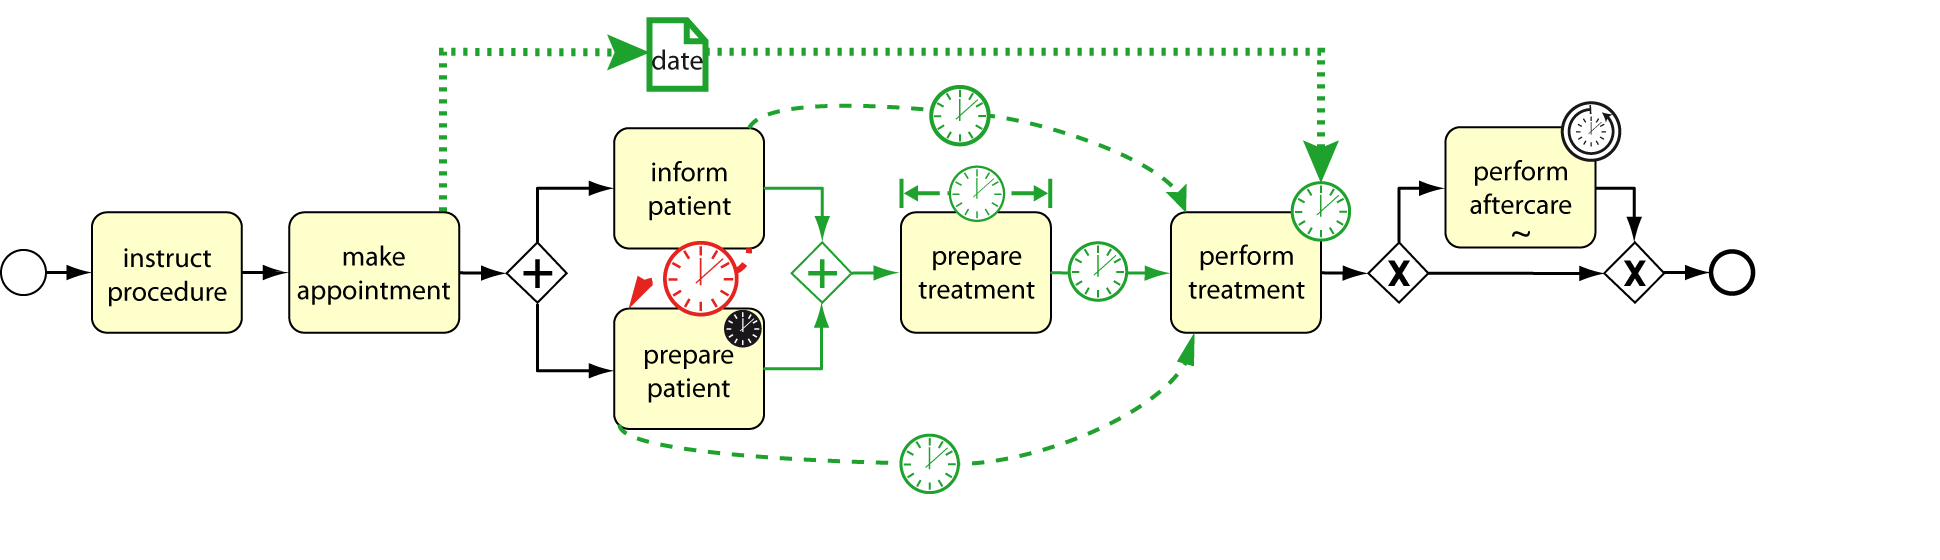 date
inform
patient
perform
aftercare
~
instruct
procedure
make
appointment
prepare
treatment
perform
treatment
prepare
patient